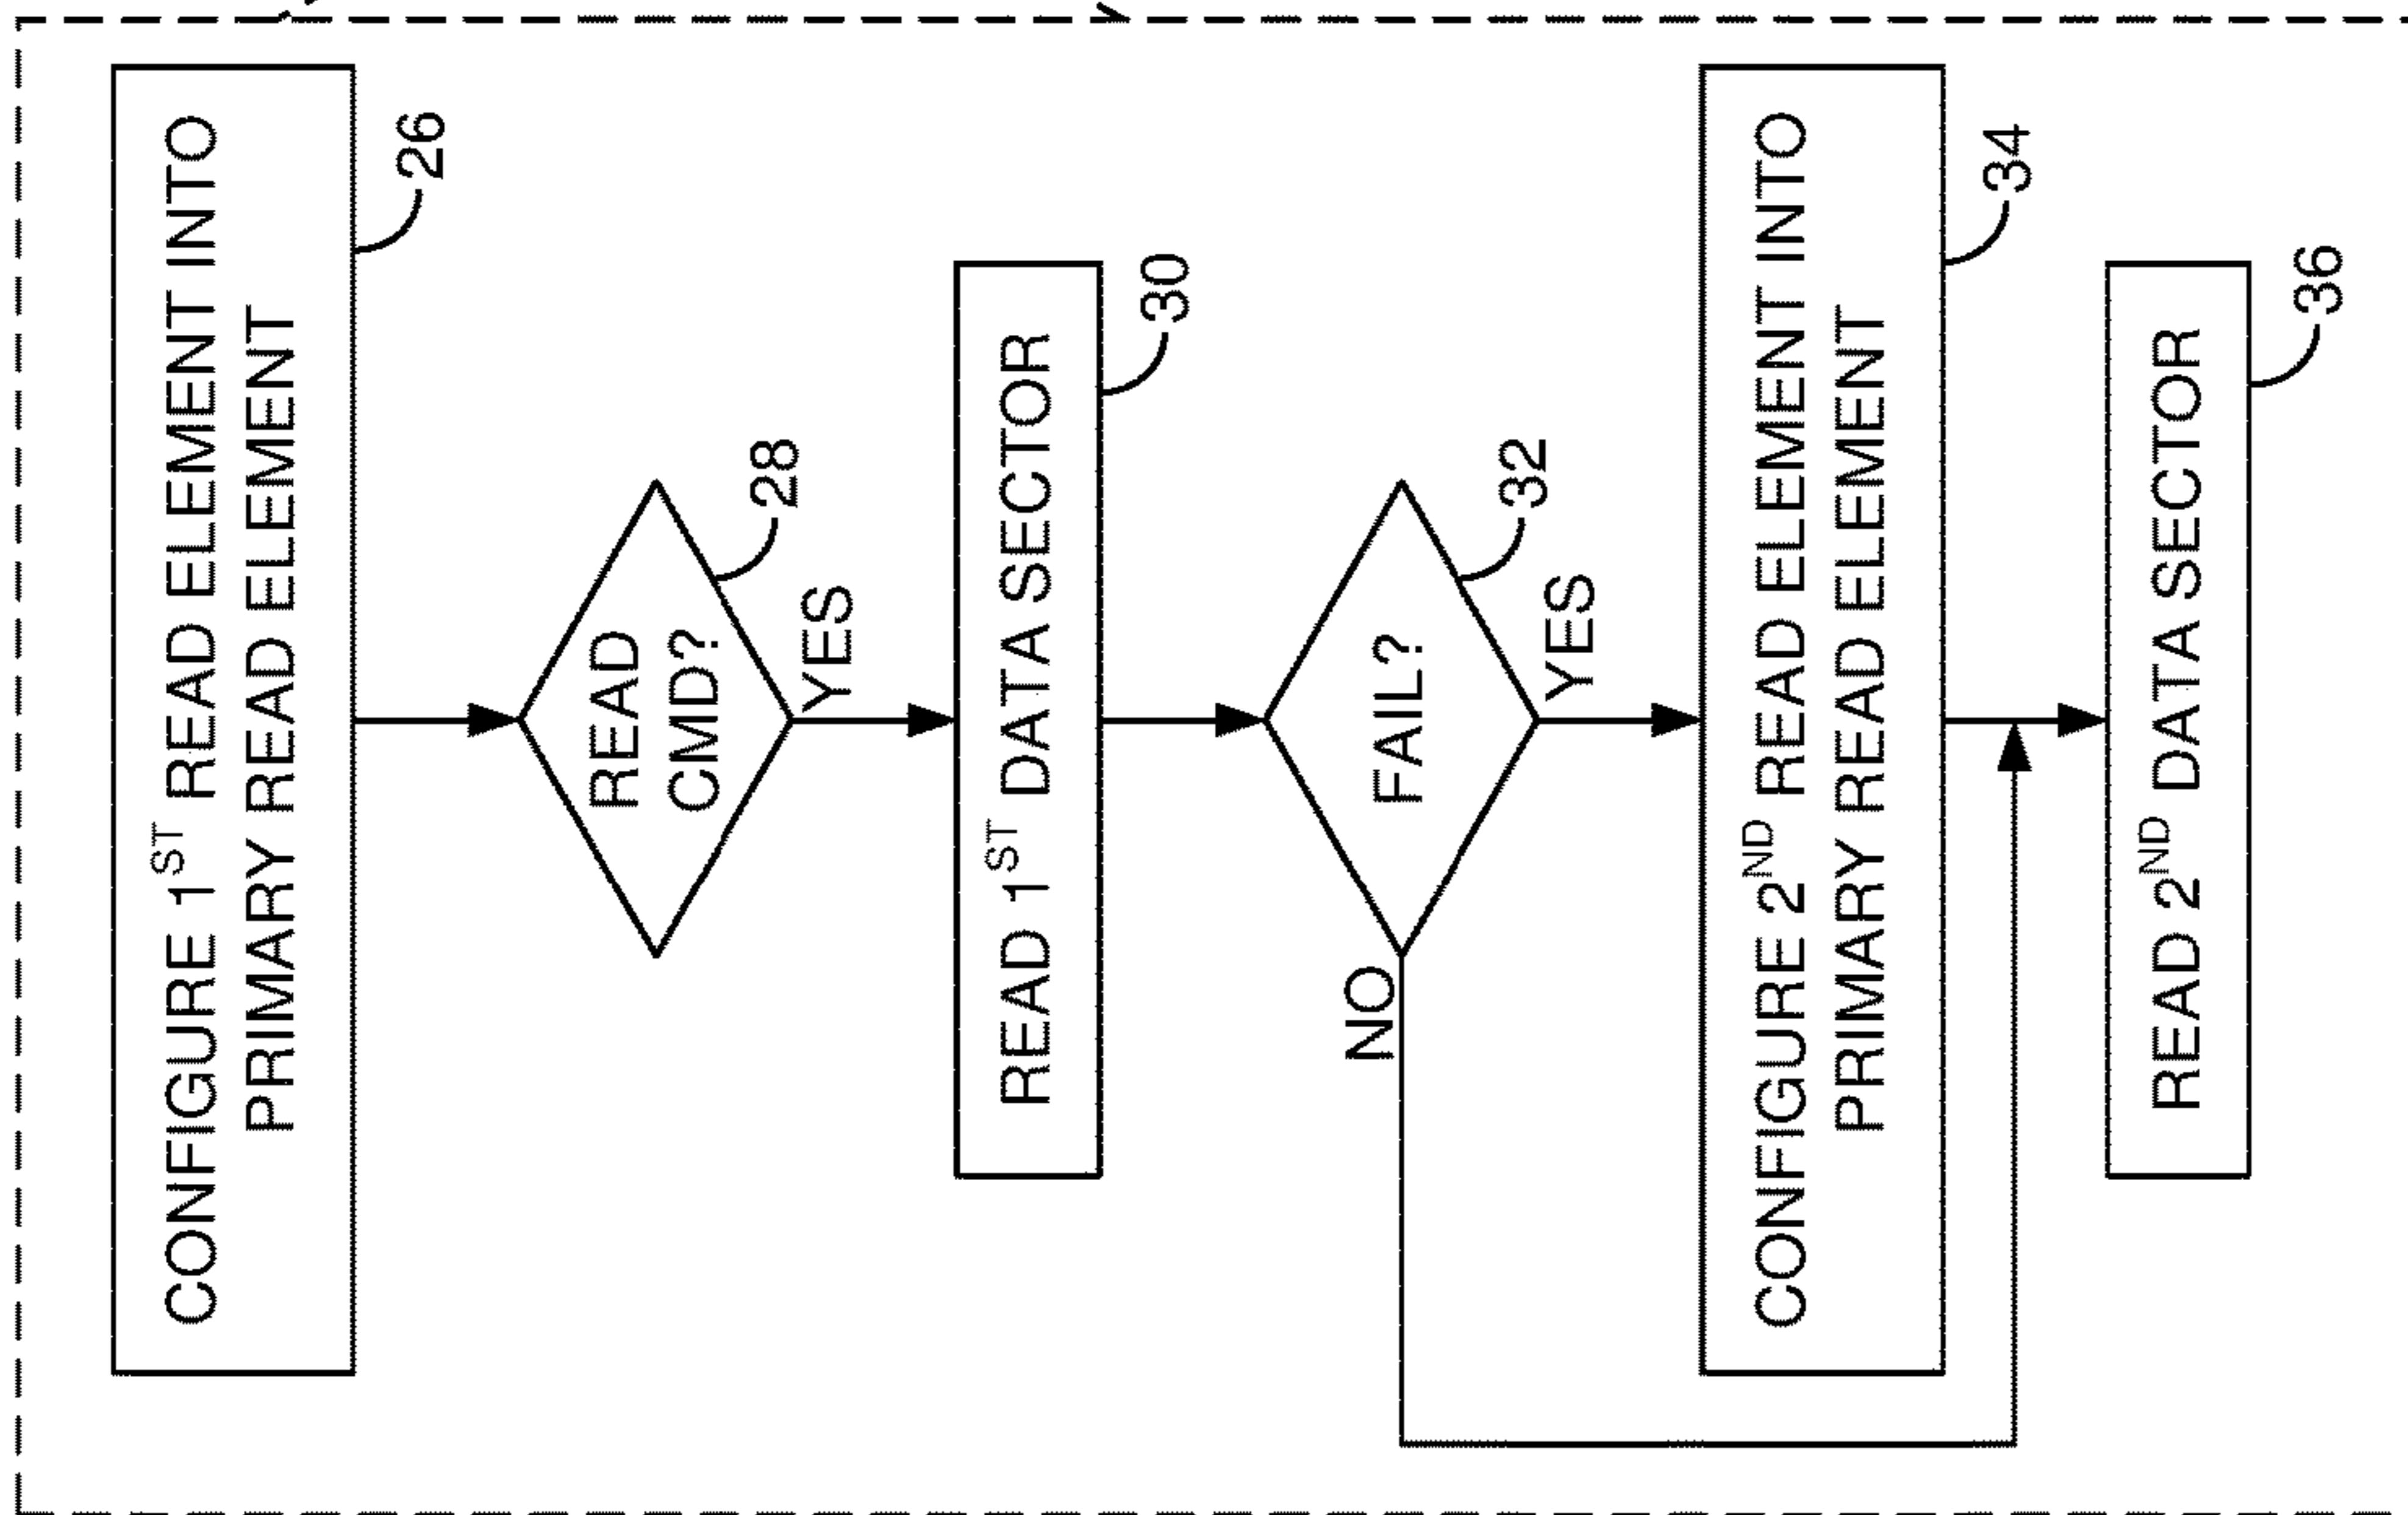 CONFIGURE 1ST READ ELEMENT INTO
PRIMARY READ ELEMENT
26
READ
CMD?
28
YES
READ 1ST DATA SECTOR
30
FAIL?
32
NO
YES
CONFIGURE 2ND READ ELEMENT INTO
PRIMARY READ ELEMENT
34
READ 2ND DATA SECTOR
36